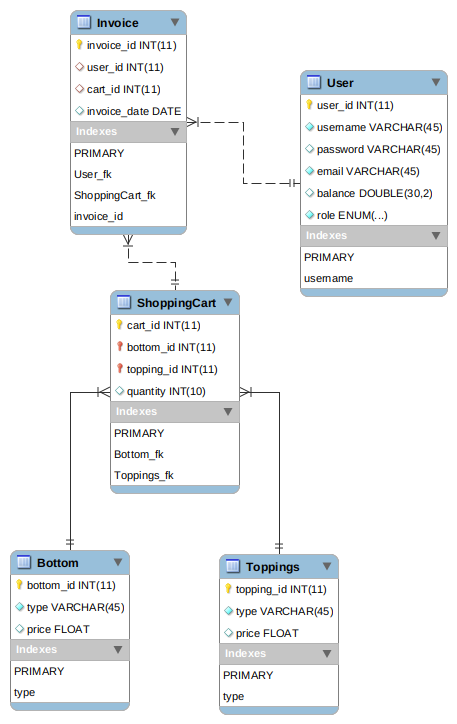 Invoice
invoice_id INT(11)
user_id INT(11)
cart_id INT(11)
invoice_date DATE
Indexes
PRIMARY
User_fk
ShoppingCart_fk
invoice_id
User
user_id INT(11)
username VARCHAR(45)
password VARCHAR(45)
email VARCHAR(45)
balance DOUBLE(30,2)
role ENUM(...)
Indexes
PRIMARY
username
ShoppingCart
cart_id INT(11)
bottom_id INT(11)
topping_id INT(11)
quantity INT(10)
Indexes
PRIMARY
Bottom_fk
Toppings_fk
Bottom
bottom_id INT(11)
type VARCHAR(45)
price FLOAT
Indexes
PRIMARY
type
Toppings
topping_id INT(11)
type VARCHAR(45)
price FLOAT
Indexes
PRIMARY
type